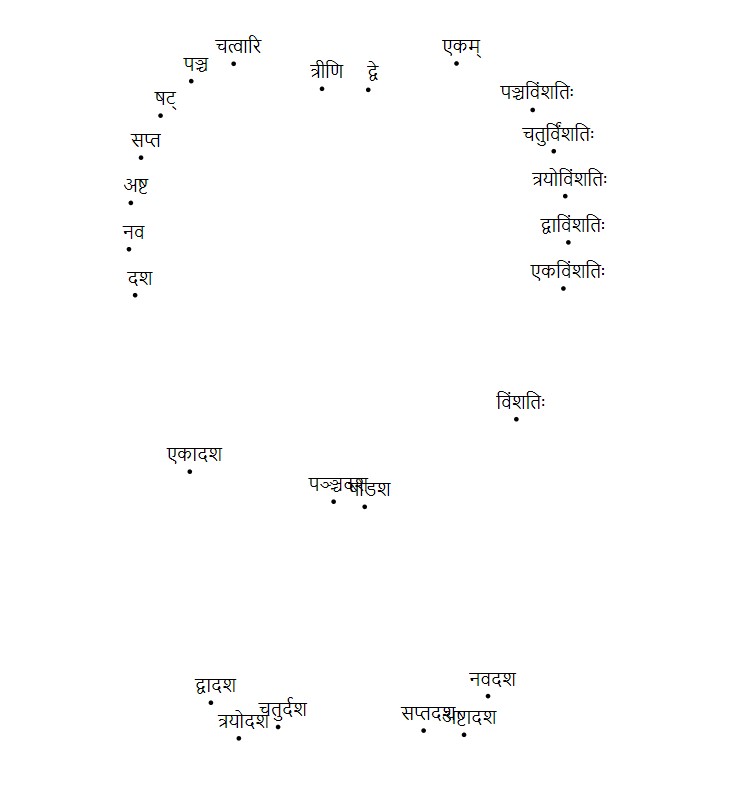 चत्वारि
एकम्
पञ्च
त्रीणि
द्वे
षट्
पञ्चविंशतिः
सप्त
चतुर्विंशतिः
अष्ट
त्रयोविंशतिः
नव
द्वाविंशतिः
दश
एकविंशतिः
विंशतिः
एकादश
पञ्चदश
षोडश
द्वादश
नवदश
चतुर्दश
त्रयोदश
सप्तदश
अष्टादश